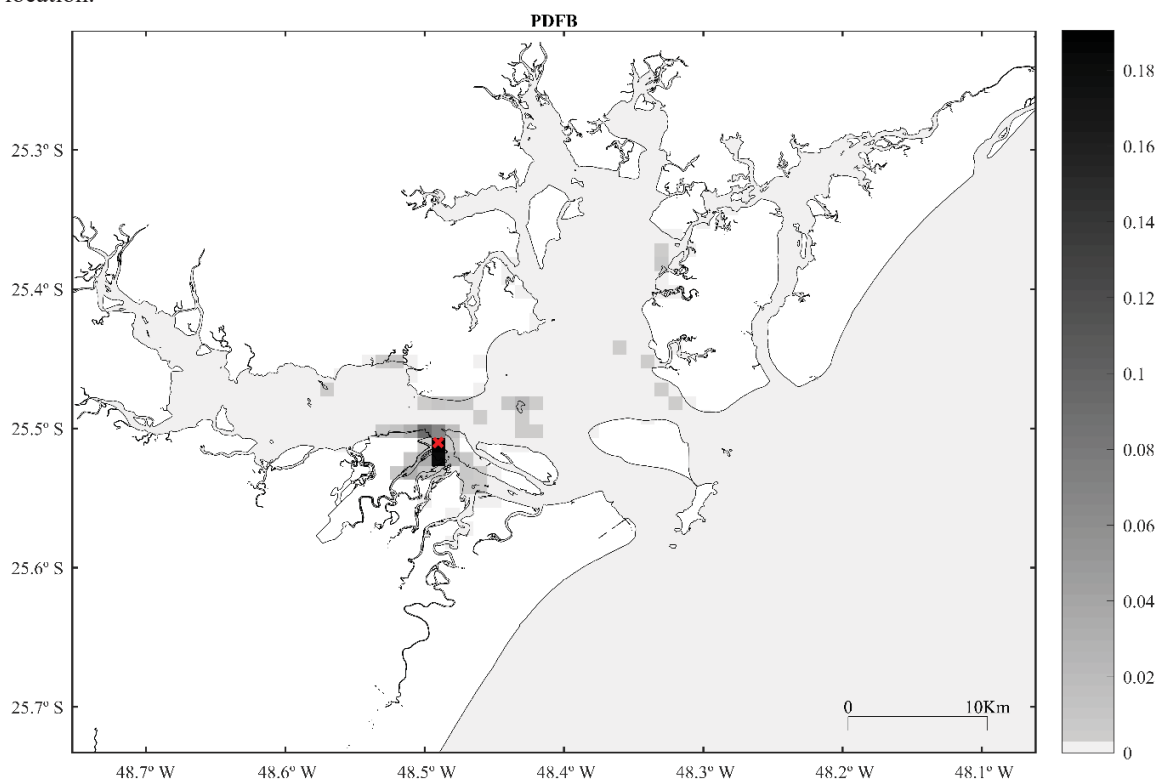 location.
PDFB
0.18
0.16
0.14
0.12
0.1
0.08
0.06
0.04
0.02
0
25.3° S
25.4° S
25.5° S
25.6° S
25.7° S
0 10Km
48.7° W 48.6° W 48.5° W 48.4° W 48.3° W 48.2° W 48.1° W